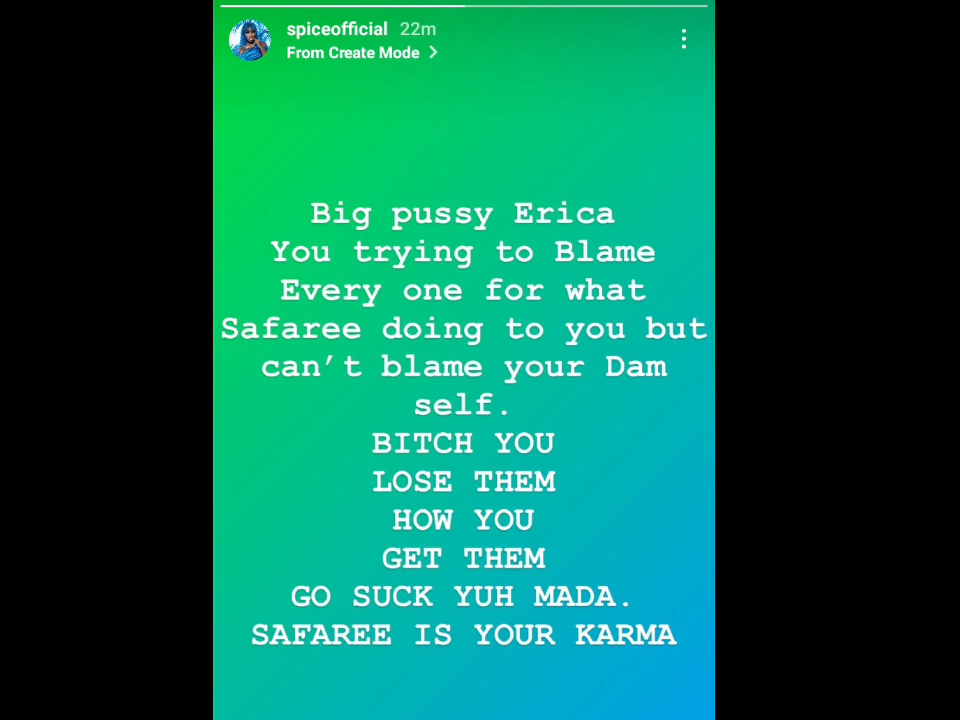 spiceofficial 22m
From Create Mode
Big pussy Erica
You trying to Blame
Every one for what
Safaree doing to you but
can’t blame your Dam
self.
BITCH YOU
LOSE THEM
HOW YOU
GET THEM
GO SUCK YUH MADA.
SAFAREE IS YOUR KARMA